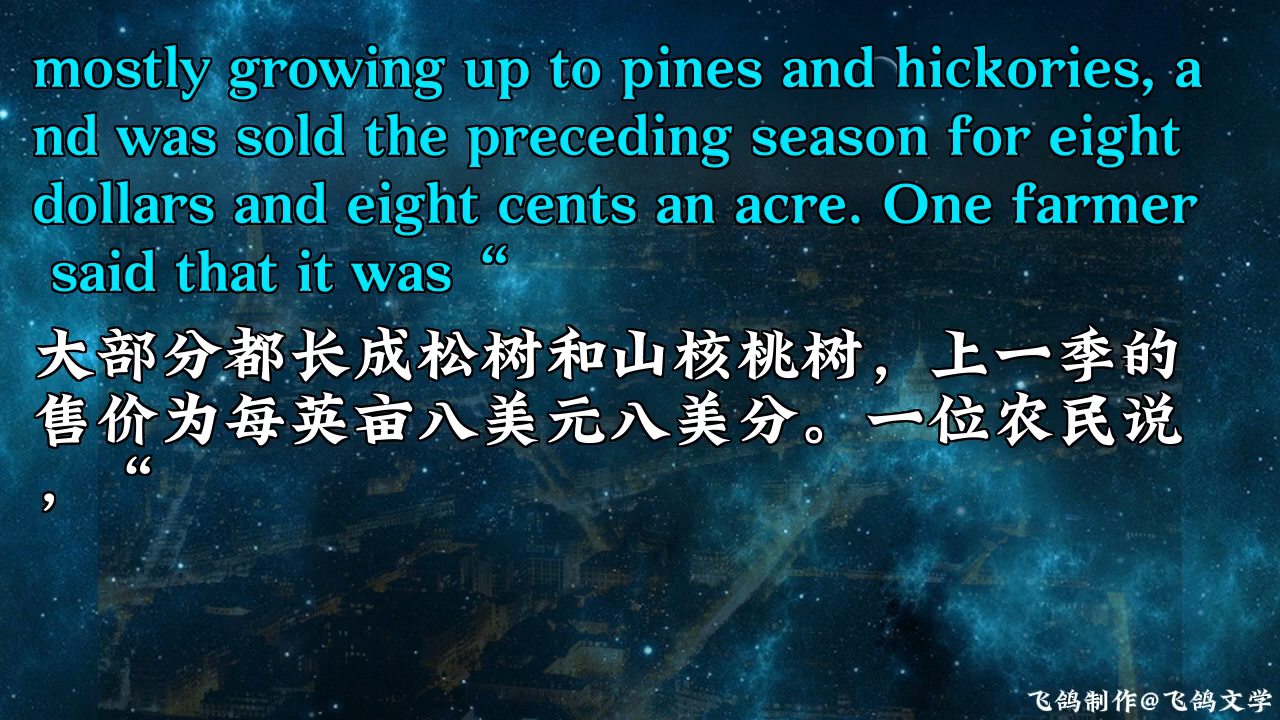 mostly growing up to pines and hickories, a
nd was sold the preceding season for eight
dollars and eight cents an acre. One farmer
said that it was “
大部分都长成松树和山核桃树，上一季的
售价为每英亩八美元八美分。一位农民说
，“
飞鸽制作@飞鸽文学